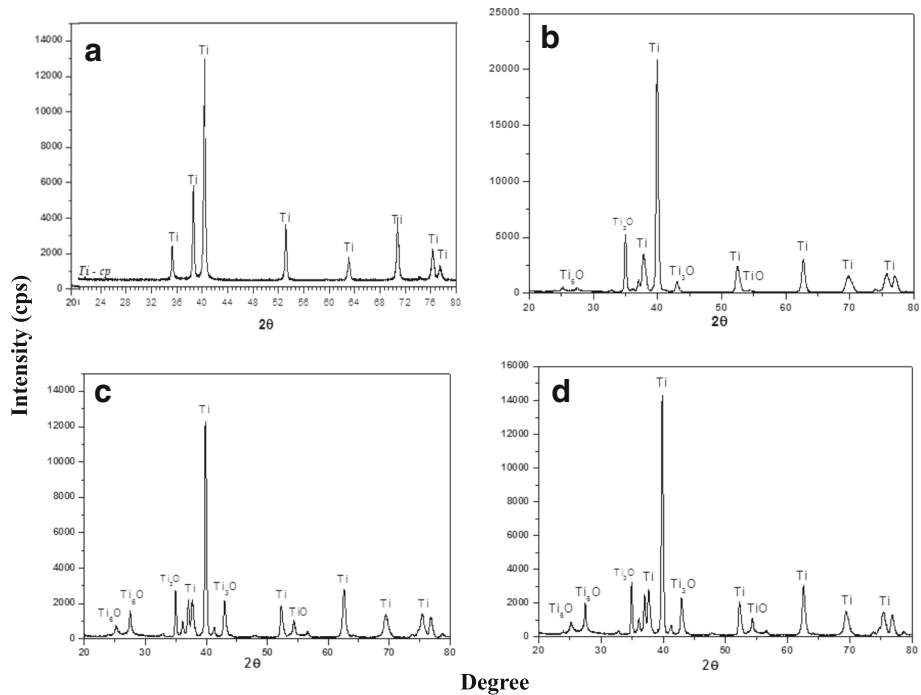 Intensity (cps)
a
14000
12000
10000
8000
6000
4000
2000
0
Ti
Ti
Ti
Ti
Ti
Ti
Ti
Ti
Ti - cp
20 24 28 32 36 40 44 48 52 56 60 64 68 72 76 80
2θ
b
25000
20000
15000
10000
5000
0
Ti
Ti₃O
Ti
Ti₆O
Ti₃O
Ti
TiO
Ti
Ti
Ti
20 30 40 50 60 70 80
2θ
c
14000
12000
10000
8000
6000
4000
2000
0
Ti
Ti₆O
Ti₆O
Ti₃O
Ti
Ti₃O
Ti
TiO
Ti
Ti
Ti
20 30 40 50 60 70 80
2θ
d
16000
14000
12000
10000
8000
6000
4000
2000
0
Ti
Ti₆O
Ti₆O
Ti₃O
Ti
Ti₃O
Ti
TiO
Ti
Ti
Ti
20 30 40 50 60 70 80
2θ
Degree